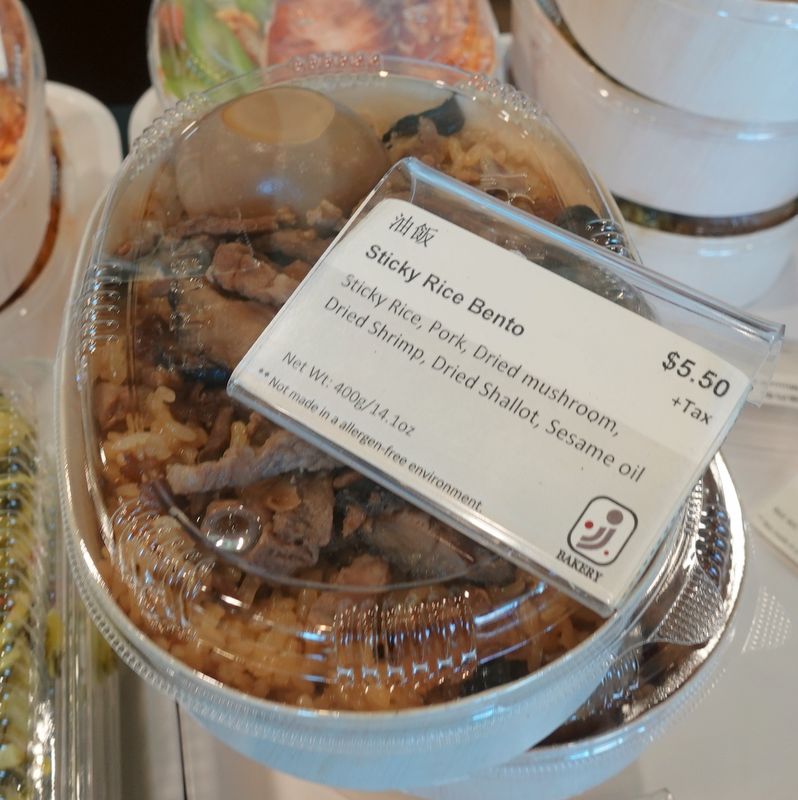 油飯
Sticky Rice Bento
$5.50
+Tax
Sticky Rice, Pork, Dried mushroom,
Dried Shrimp, Dried Shallot, Sesame oil
Net Wt: 400g/14.1oz
** Not made in a allergen-free environment.
BAKERY